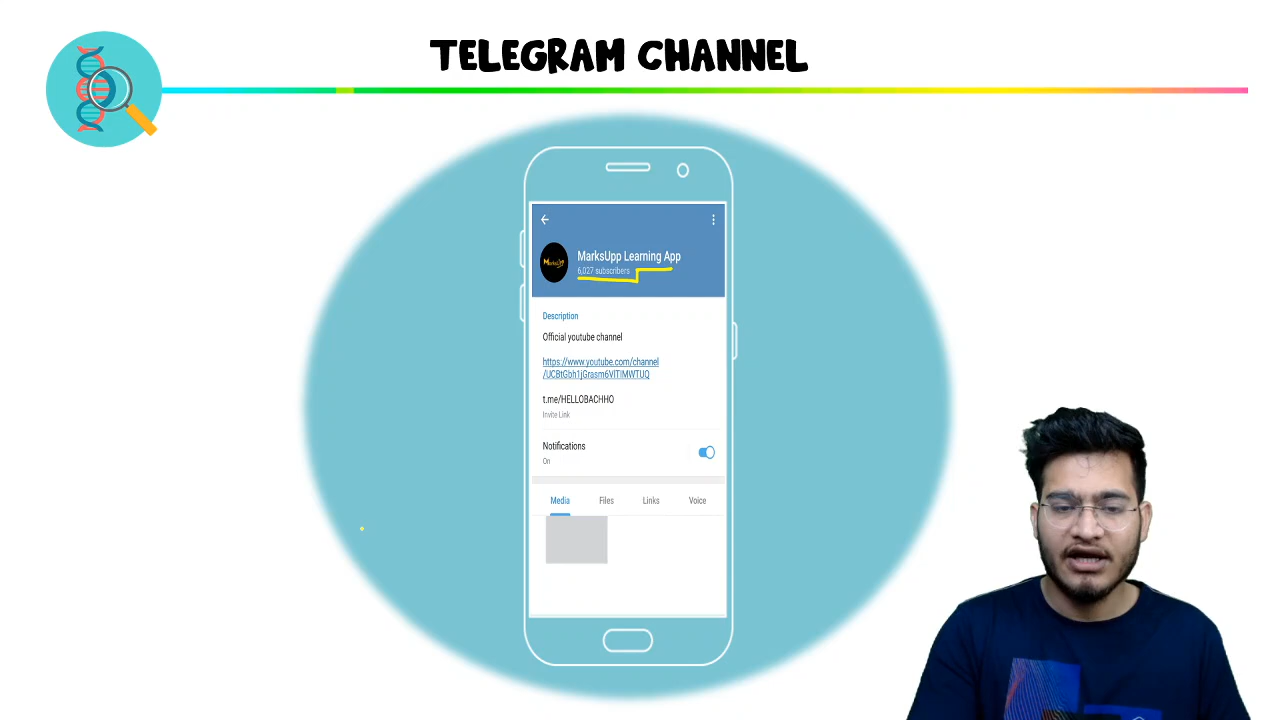 TELEGRAM CHANNEL
MarksUpp
MarksUpp Learning App
6,027 subscribers
Description
Official youtube channel
https://www.youtube.com/channel
/UCBtGbh1jGrasm6VITIMWTUQ
t.me/HELLOBACHHO
Invite Link
Notifications
On
Media Files Links Voice